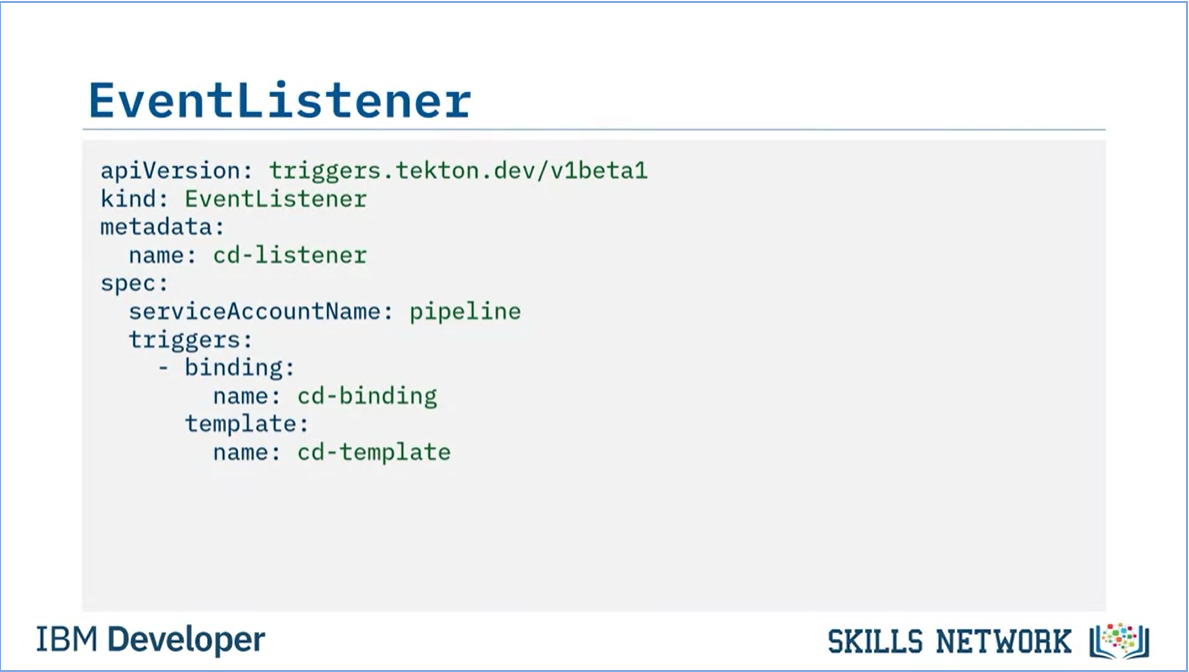 EventListener
apiVersion: triggers.tekton.dev/v1beta1
kind: EventListener
metadata:
  name: cd-listener
spec:
  serviceAccountName: pipeline
  triggers:
    - binding:
        name: cd-binding
      template:
        name: cd-template
IBM Developer
SKILLS NETWORK